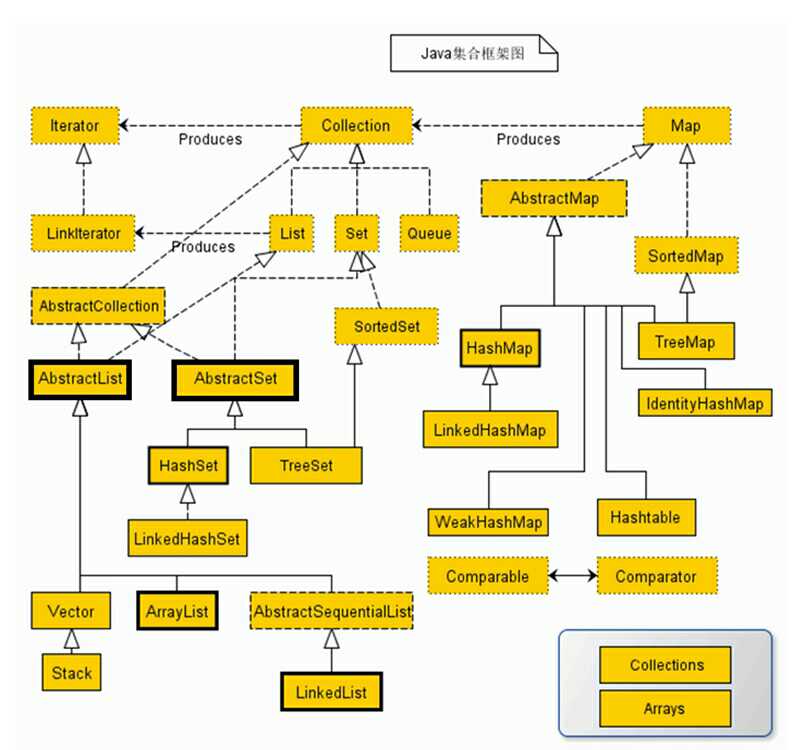 Java集合框架图
Iterator
Produces
Collection
Produces
Map
AbstractMap
LinkIterator
Produces
List
Set
Queue
SortedMap
AbstractCollection
SortedSet
HashMap
TreeMap
AbstractList
AbstractSet
IdentityHashMap
LinkedHashMap
HashSet
TreeSet
WeakHashMap
Hashtable
LinkedHashSet
Comparable
Comparator
Vector
ArrayList
AbstractSequentialList
Stack
LinkedList
Collections
Arrays